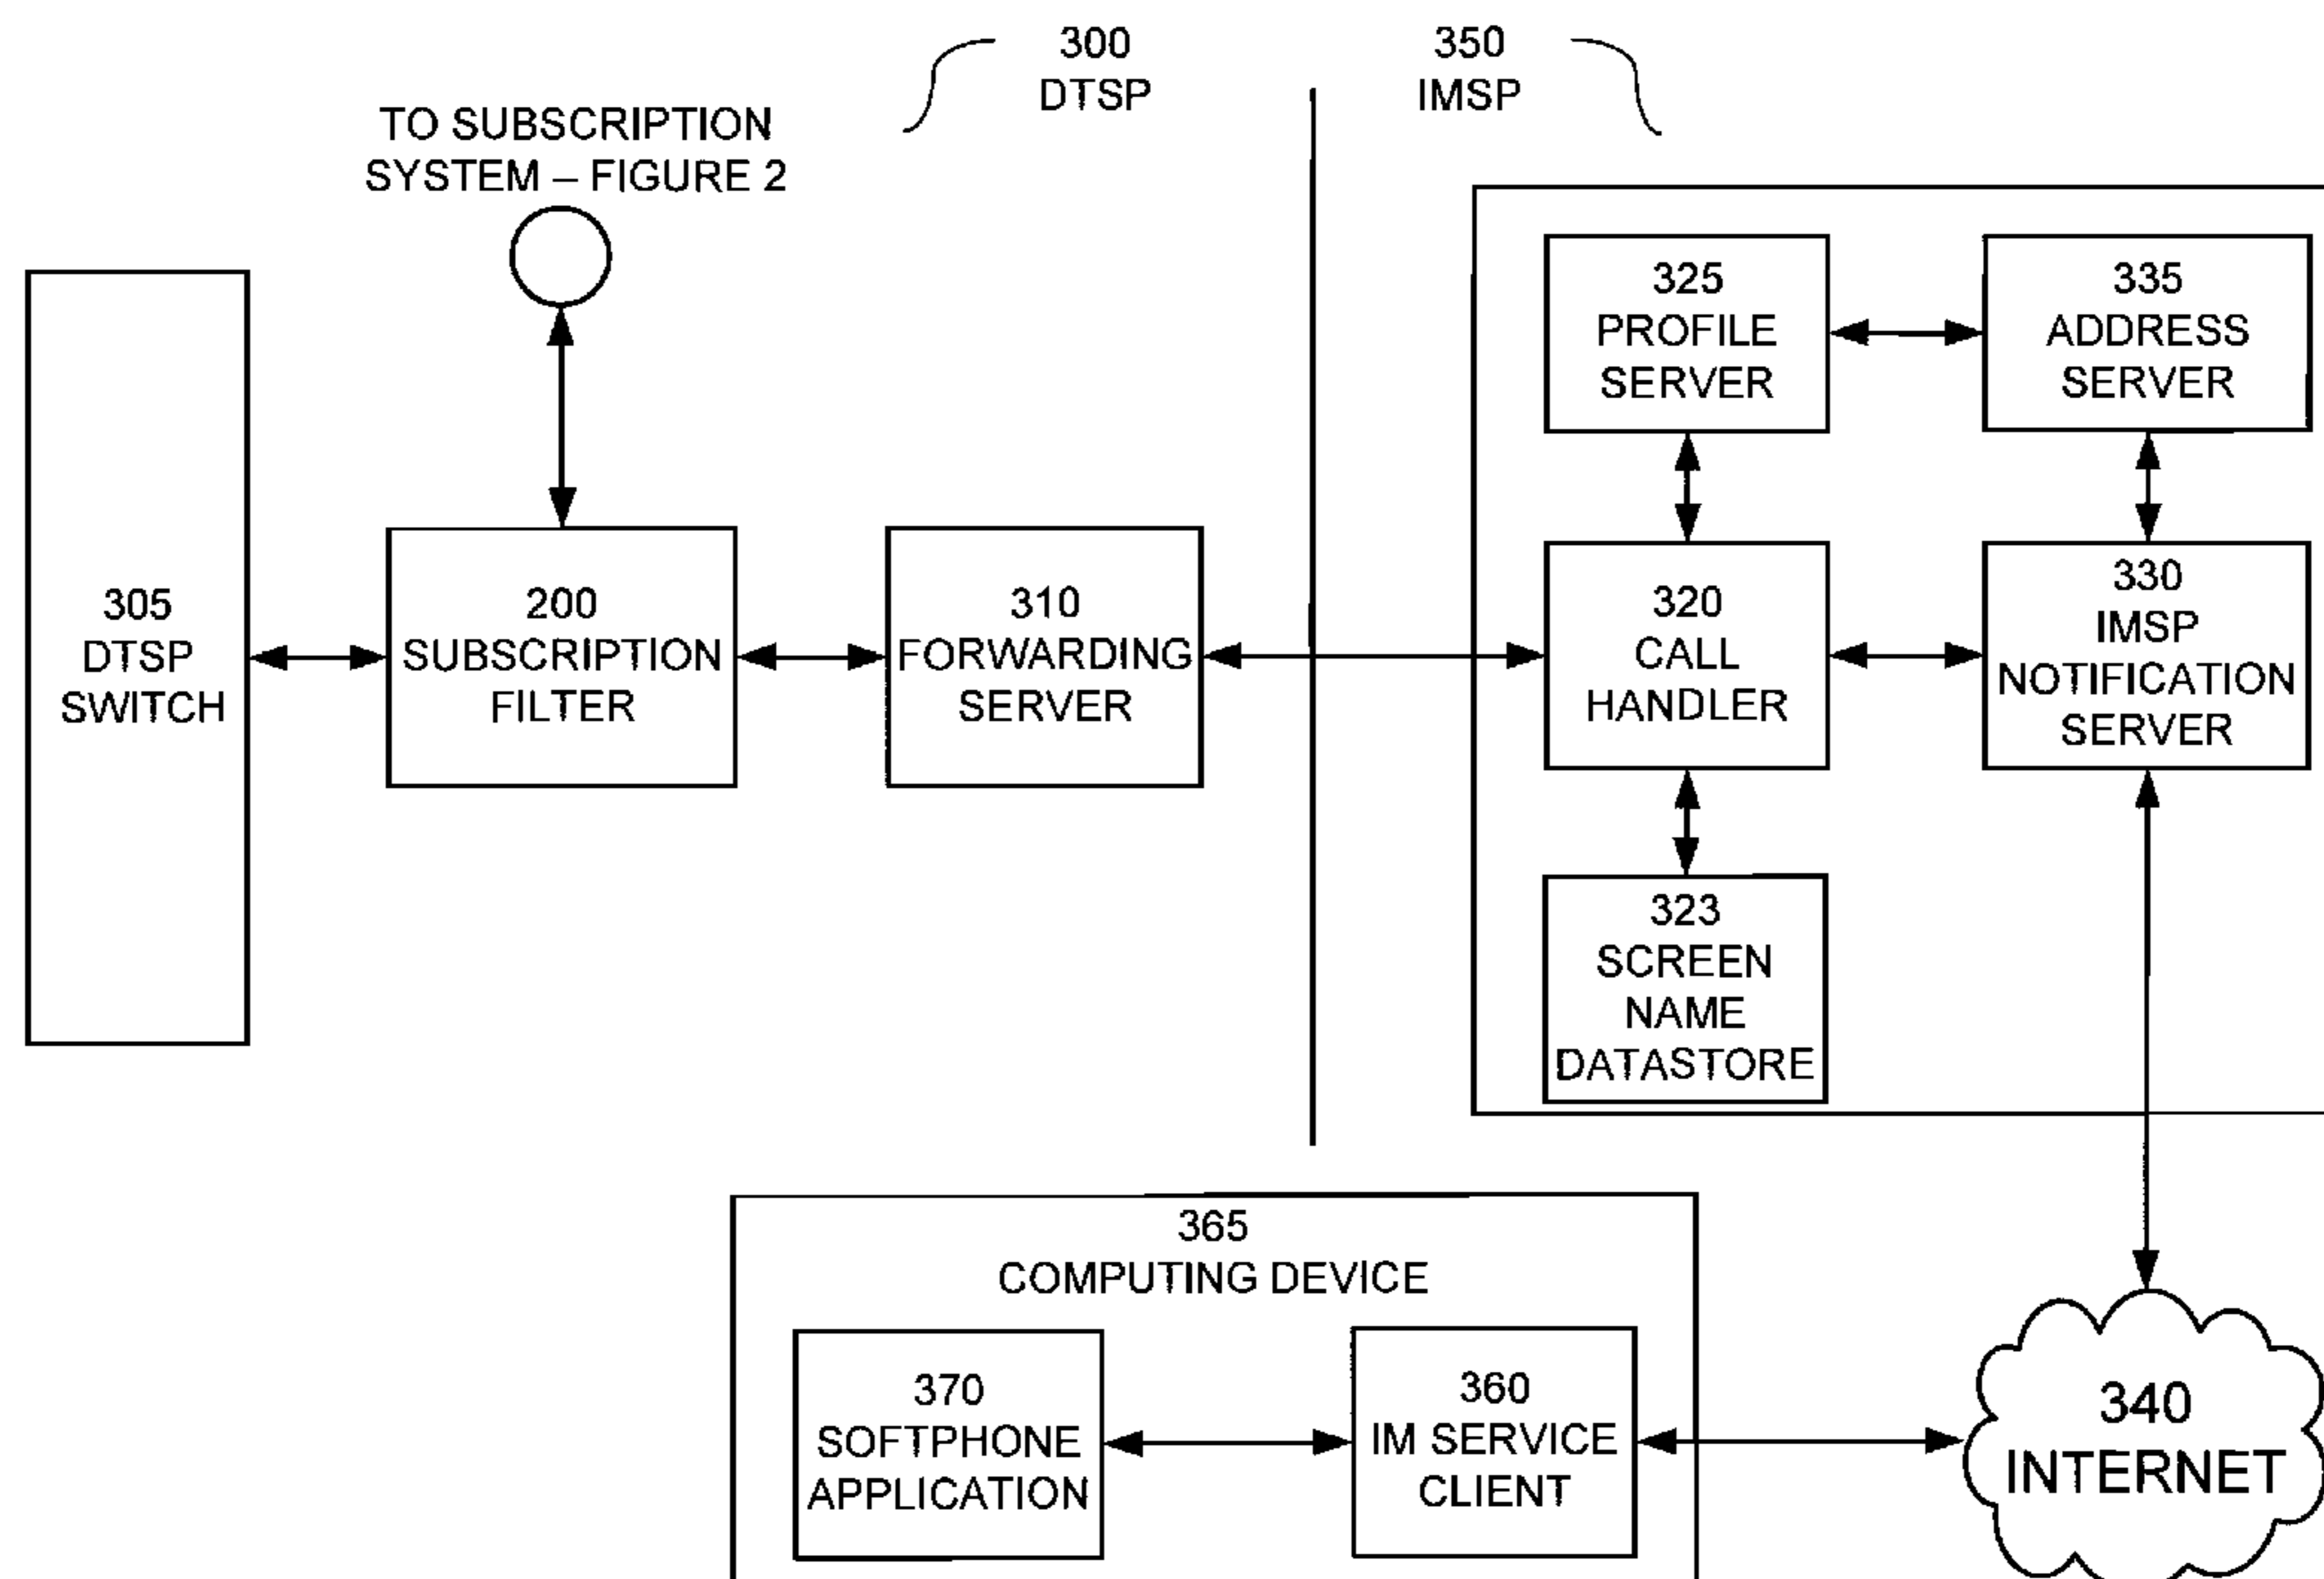 300
DTSP
350
IMSP
TO SUBSCRIPTION
SYSTEM – FIGURE 2
305
DTSP
SWITCH
200
SUBSCRIPTION
FILTER
310
FORWARDING
SERVER
325
PROFILE
SERVER
335
ADDRESS
SERVER
320
CALL
HANDLER
330
IMSP
NOTIFICATION
SERVER
323
SCREEN
NAME
DATASTORE
365
COMPUTING DEVICE
370
SOFTPHONE
APPLICATION
360
IM SERVICE
CLIENT
340
INTERNET